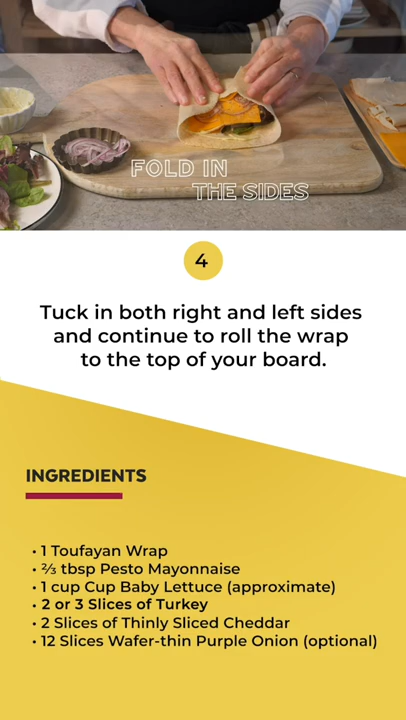 FOLD IN
THE SIDES
4
Tuck in both right and left sides
and continue to roll the wrap
to the top of your board.
INGREDIENTS
• 1 Toufayan Wrap
• ⅔ tbsp Pesto Mayonnaise
• 1 cup Cup Baby Lettuce (approximate)
• 2 or 3 Slices of Turkey
• 2 Slices of Thinly Sliced Cheddar
• 12 Slices Wafer-thin Purple Onion (optional)